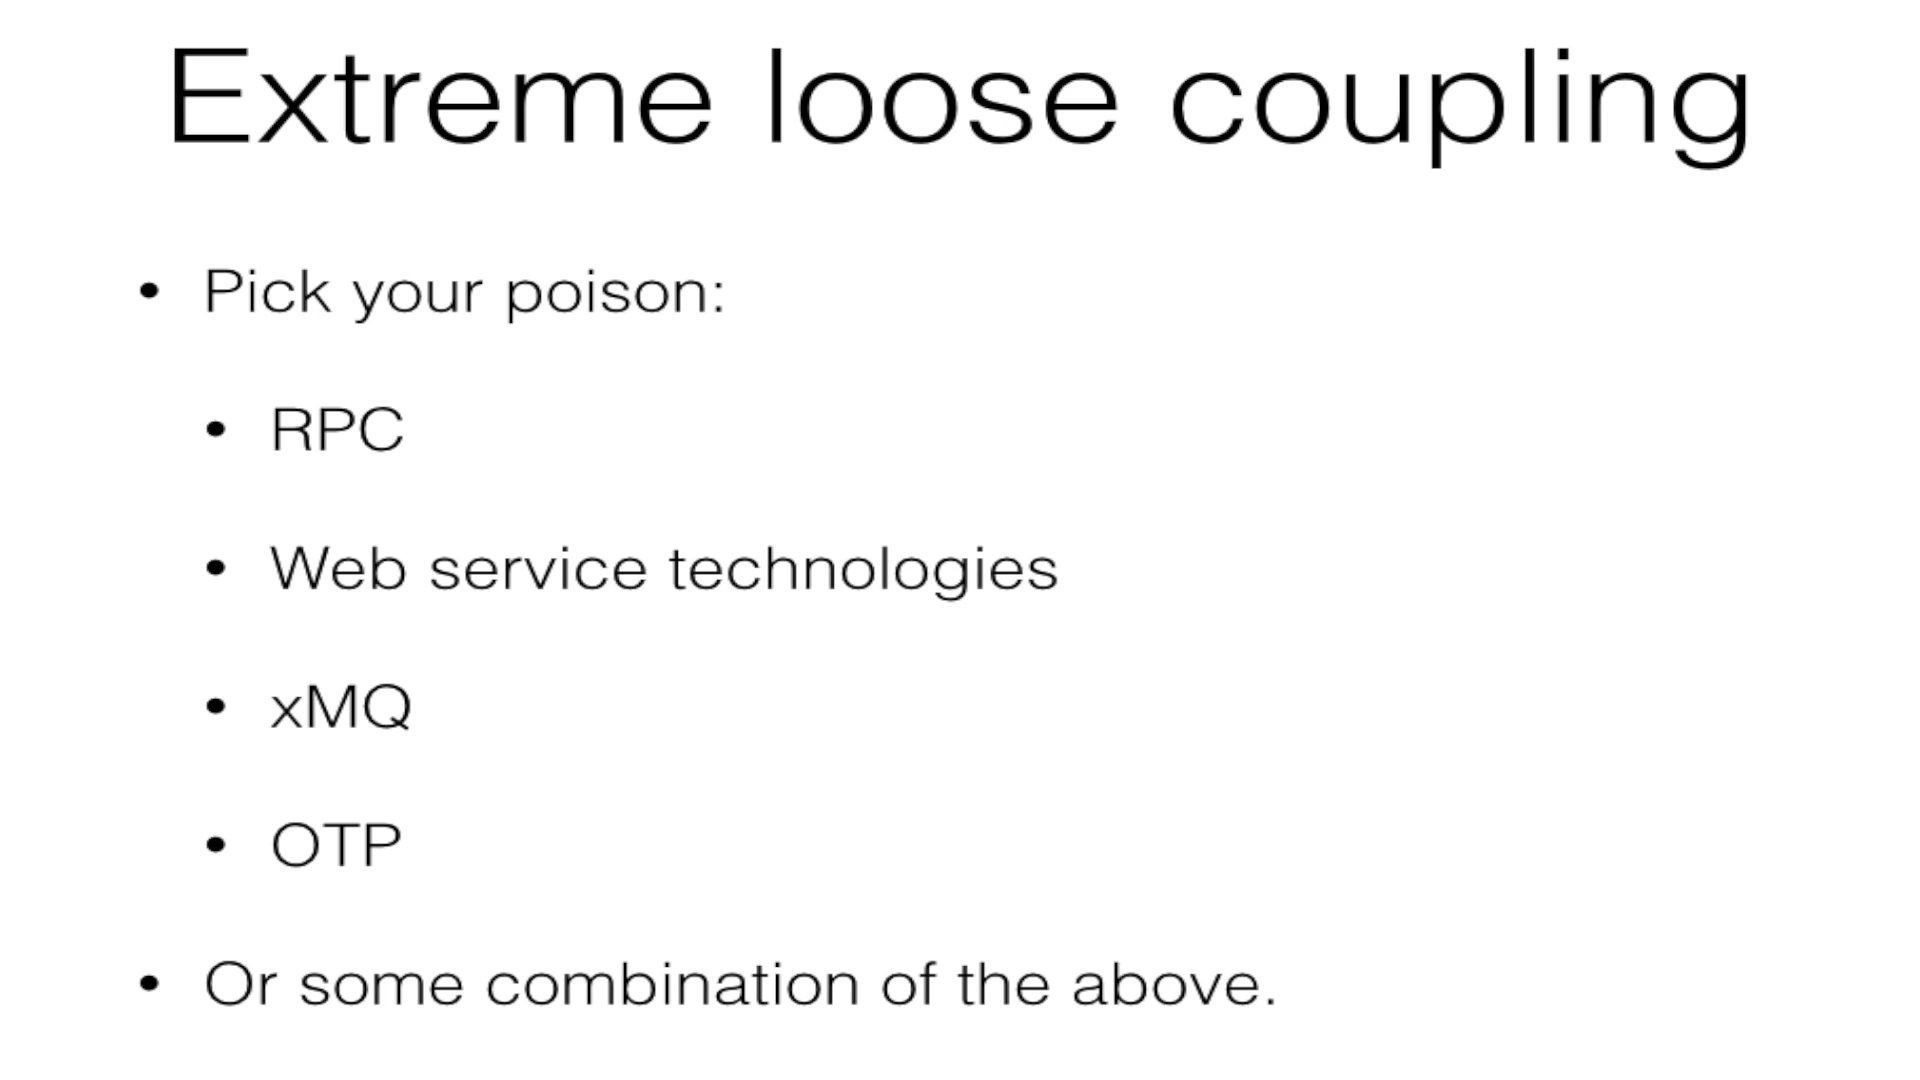 Extreme loose coupling
• Pick your poison:
• RPC
• Web service technologies
• xMQ
• OTP
• Or some combination of the above.